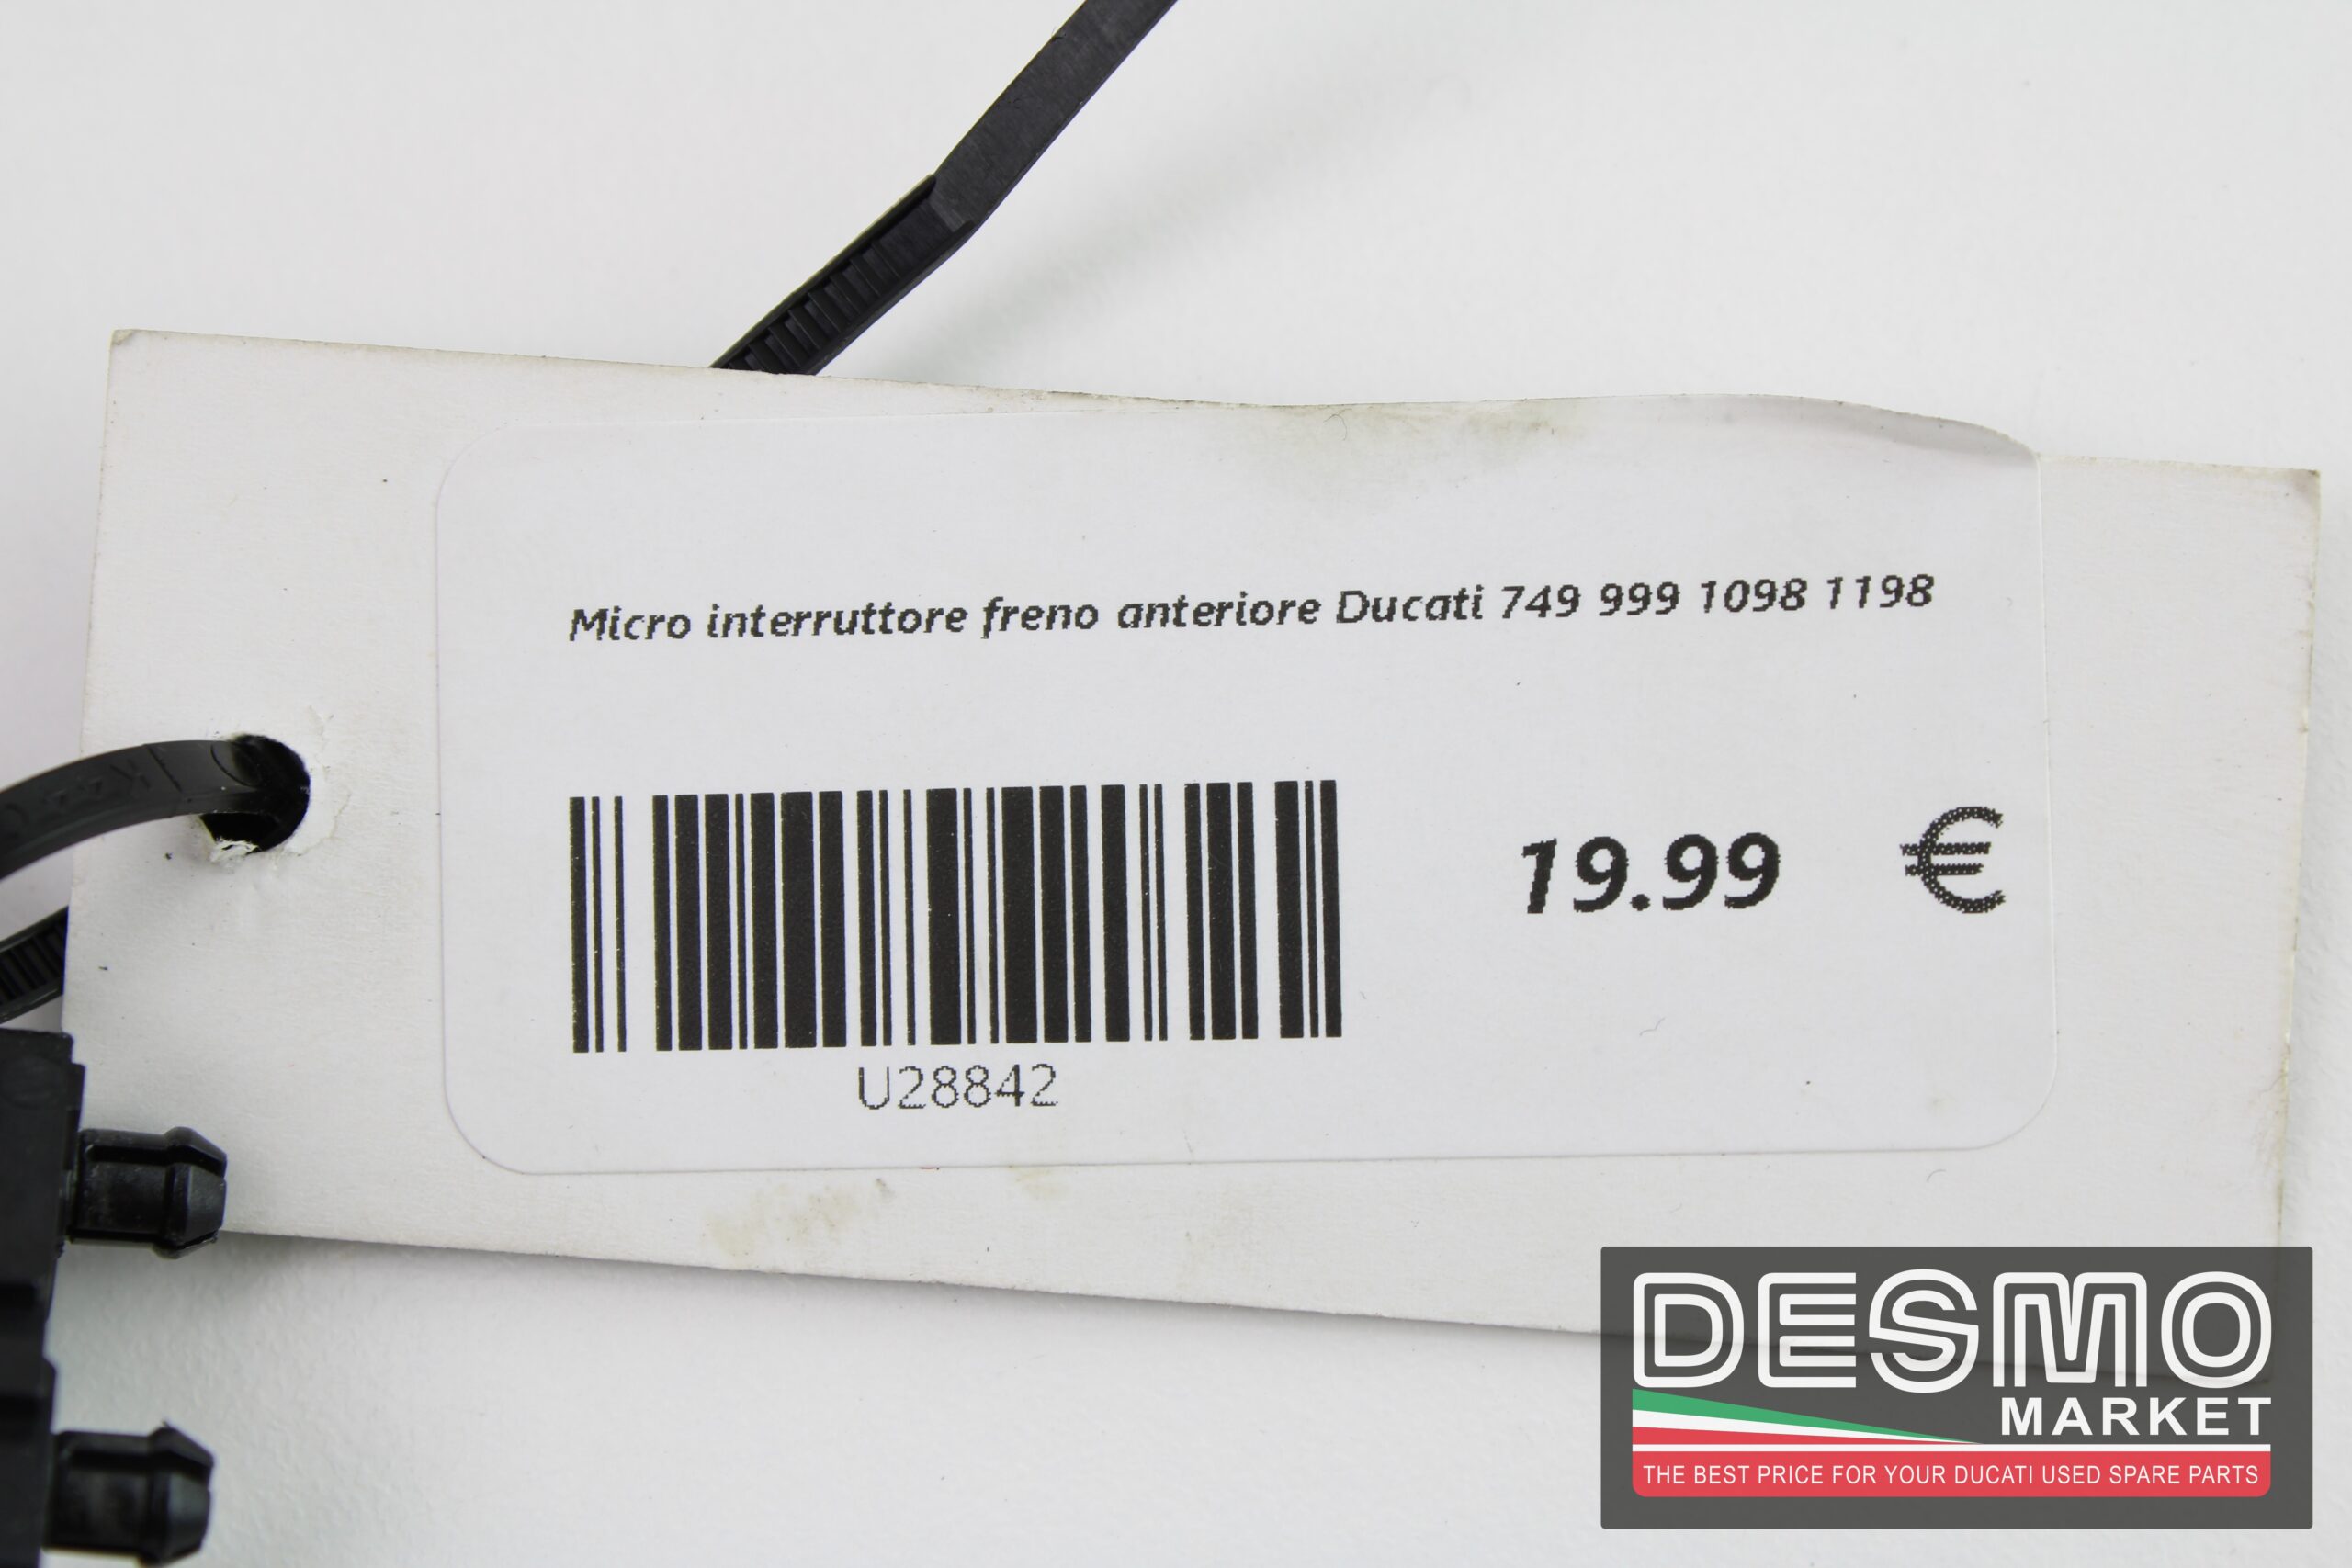 Micro interruttore freno anteriore Ducati 749 999 1098 1198
19.99 €
U28842
DESMO
MARKET
THE BEST PRICE FOR YOUR DUCATI USED SPARE PARTS